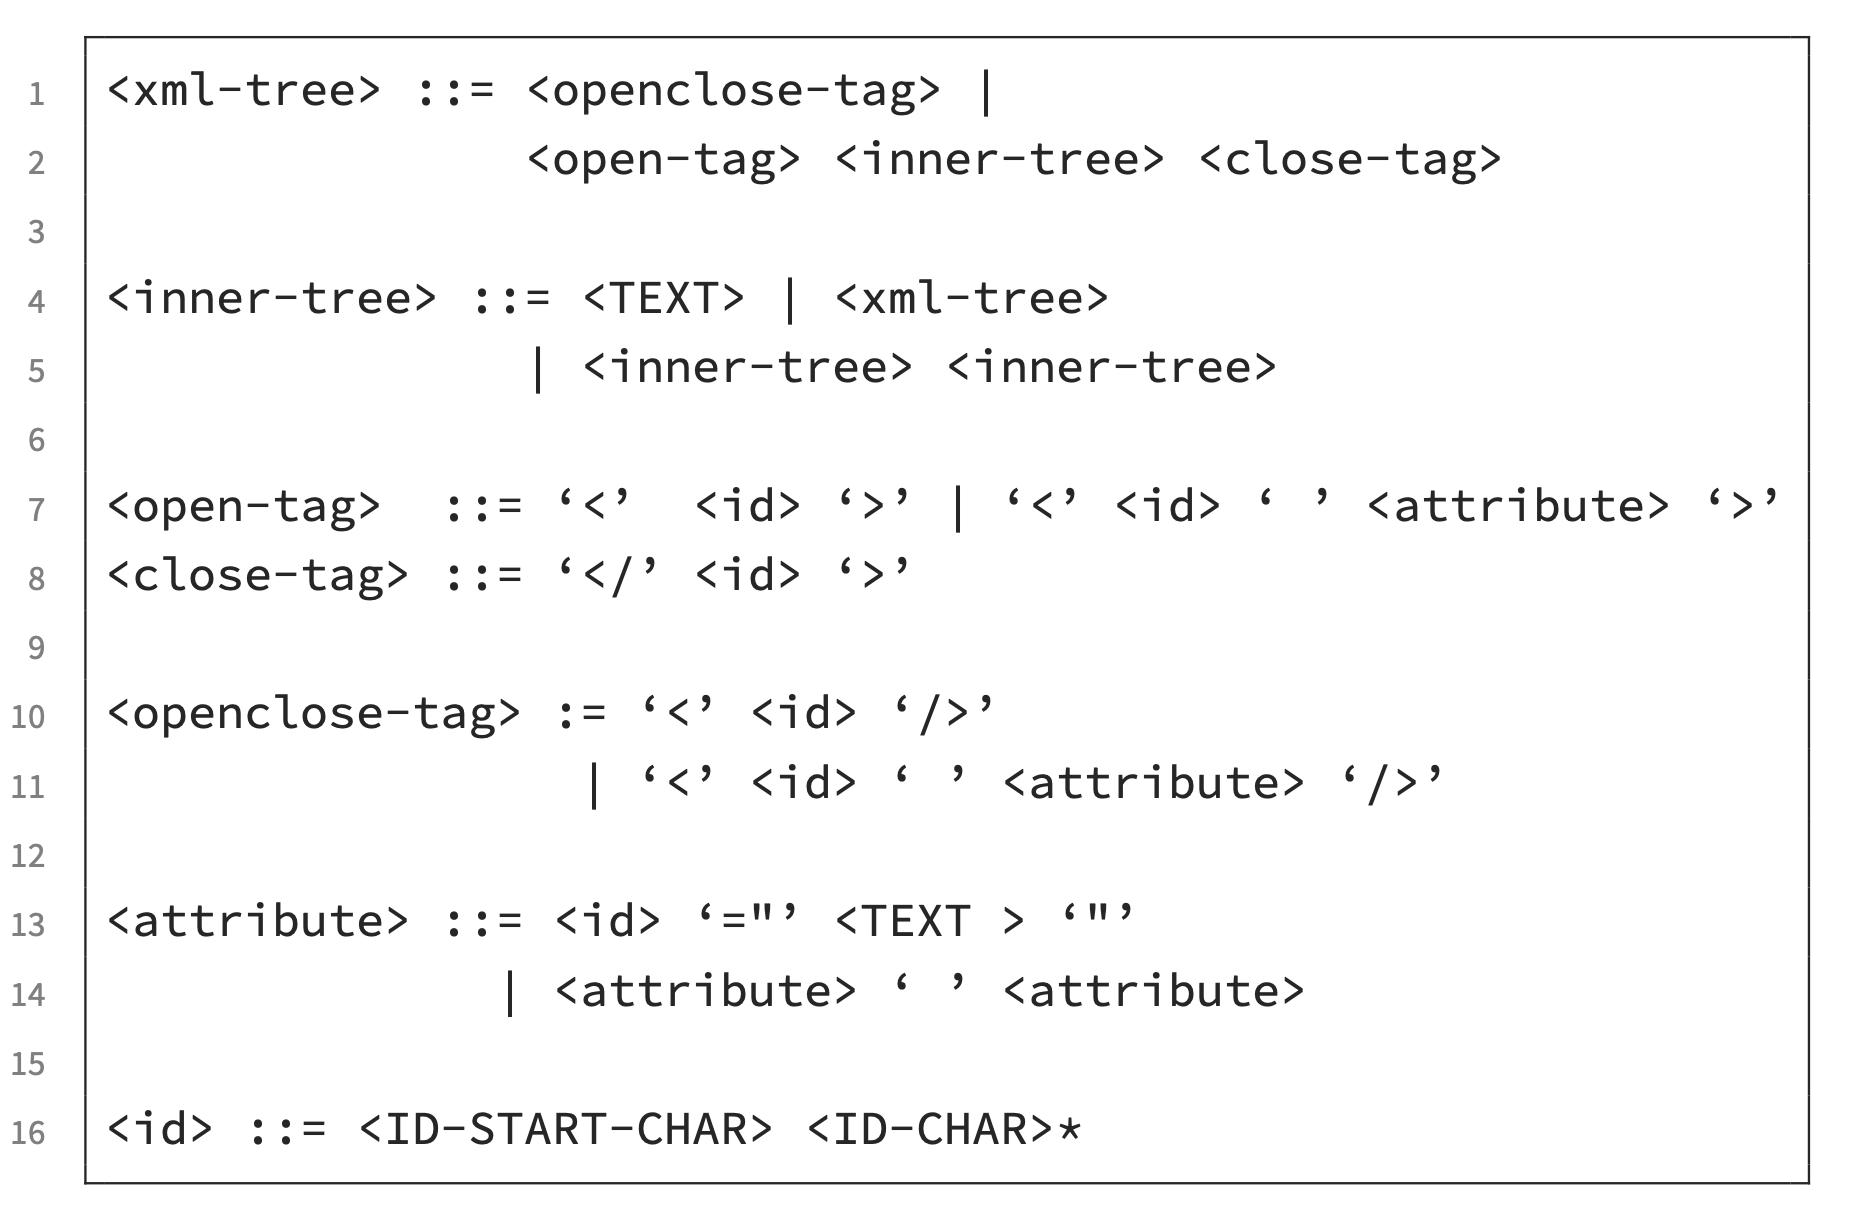 1 <xml-tree> ::= <openclose-tag> |
2 <open-tag> <inner-tree> <close-tag>
3
4 <inner-tree> ::= <TEXT> | <xml-tree>
5 | <inner-tree> <inner-tree>
6
7 <open-tag>  ::= ‘<’  <id> ‘>’ | ‘<’ <id> ‘ ’ <attribute> ‘>’
8 <close-tag> ::= ‘</’ <id> ‘>’
9
10 <openclose-tag> := ‘<’ <id> ‘/>’
11 | ‘<’ <id> ‘ ’ <attribute> ‘/>’
12
13 <attribute> ::= <id> ‘="’ <TEXT > ‘"’
14 | <attribute> ‘ ’ <attribute>
15
16 <id> ::= <ID-START-CHAR> <ID-CHAR>*